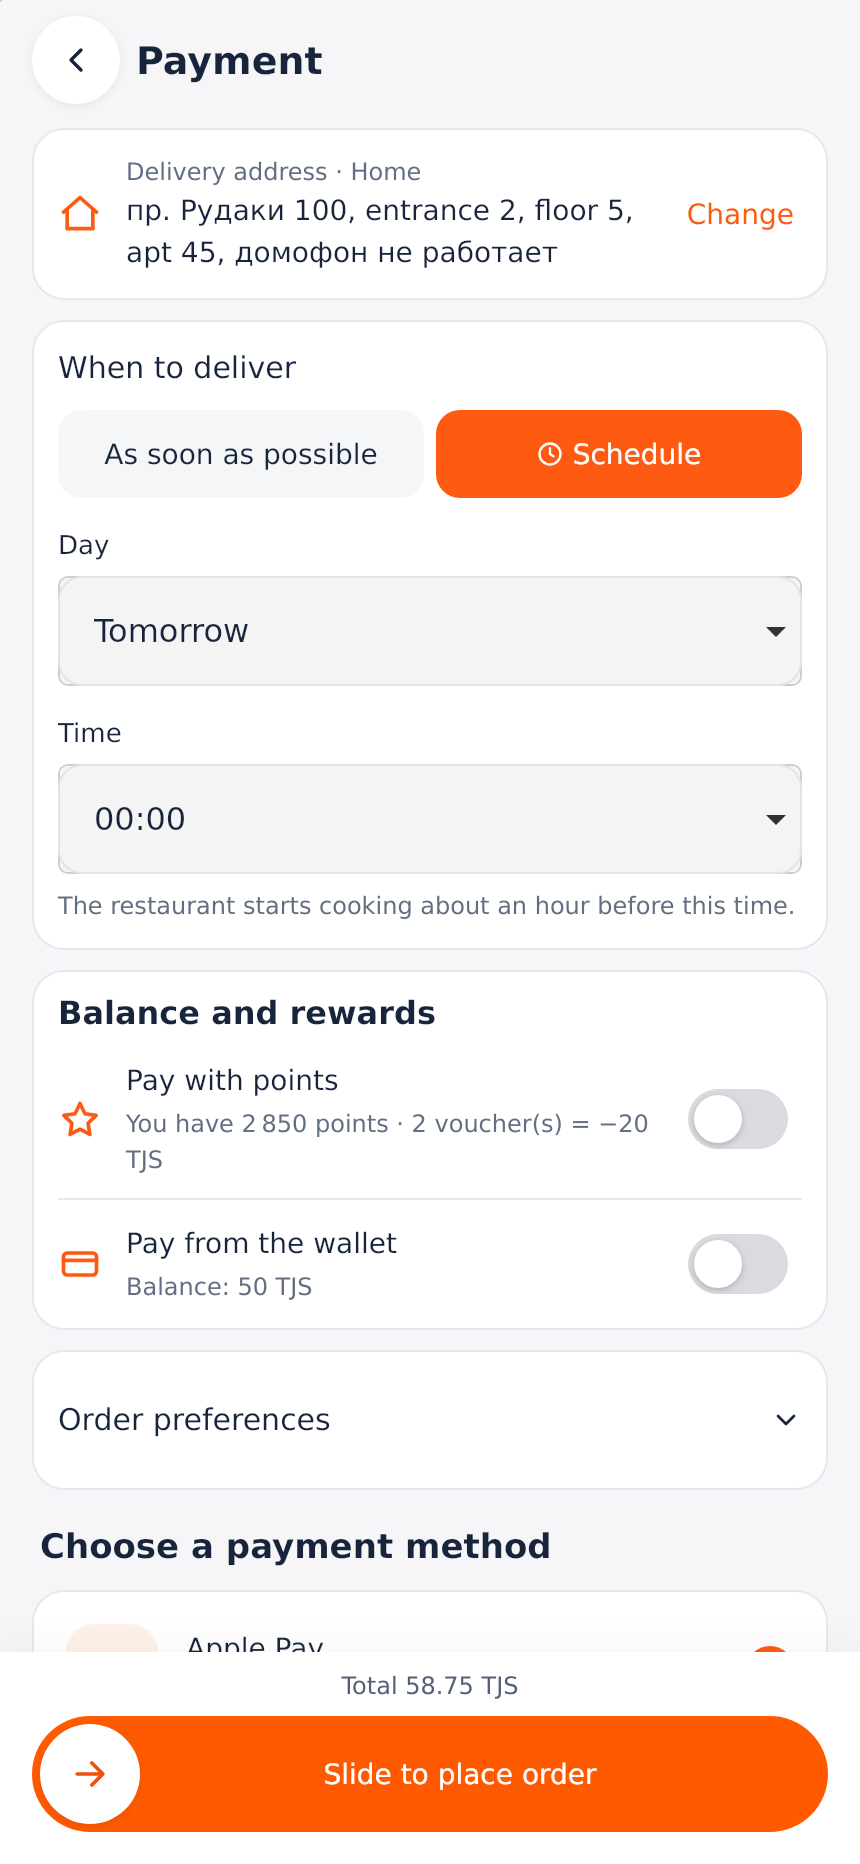 Payment
Delivery address · Home
пр. Рудаки 100, entrance 2, floor 5,
apt 45, домофон не работает
Change
When to deliver
As soon as possible
Schedule
Day
Tomorrow
Time
00:00
The restaurant starts cooking about an hour before this time.
Balance and rewards
Pay with points
You have 2 850 points · 2 voucher(s) = −20
TJS
Pay from the wallet
Balance: 50 TJS
Order preferences
Choose a payment method
Apple Pay
Total 58.75 TJS
Slide to place order